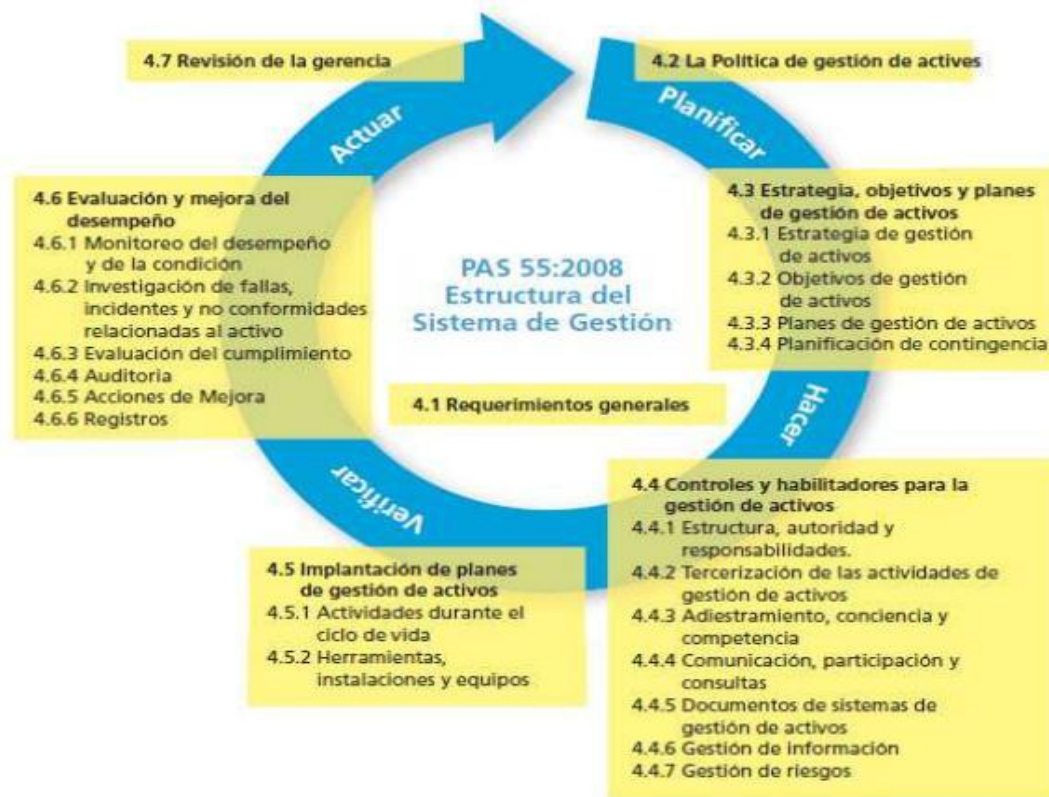 4.7 Revisión de la gerencia
4.2 La Política de gestión de actives
Actuar
Planificar
4.6 Evaluación y mejora del
desempeño
4.6.1 Monitoreo del desempeño
y de la condición
4.6.2 Investigación de fallas,
incidentes y no conformidades
relacionadas al activo
4.6.3 Evaluación del cumplimiento
4.6.4 Auditoria
4.6.5 Acciones de Mejora
4.6.6 Registros
PAS 55:2008
Estructura del
Sistema de Gestión
4.3 Estrategia, objetivos y planes
de gestión de activos
4.3.1 Estrategia de gestión
de activos
4.3.2 Objetivos de gestión
de activos
4.3.3 Planes de gestión de activos
4.3.4 Planificación de contingencia
4.1 Requerimientos generales
Hacer
Verificar
4.5 Implantación de planes
de gestión de activos
4.5.1 Actividades durante el
ciclo de vida
4.5.2 Herramientas,
instalaciones y equipos
4.4 Controles y habilitadores para la
gestión de activos
4.4.1 Estructura, autoridad y
responsabilidades.
4.4.2 Tercerización de las actividades de
gestión de activos
4.4.3 Adiestramiento, conciencia y
competencia
4.4.4 Comunicación, participación y
consultas
4.4.5 Documentos de sistemas de
gestión de activos
4.4.6 Gestión de información
4.4.7 Gestión de riesgos